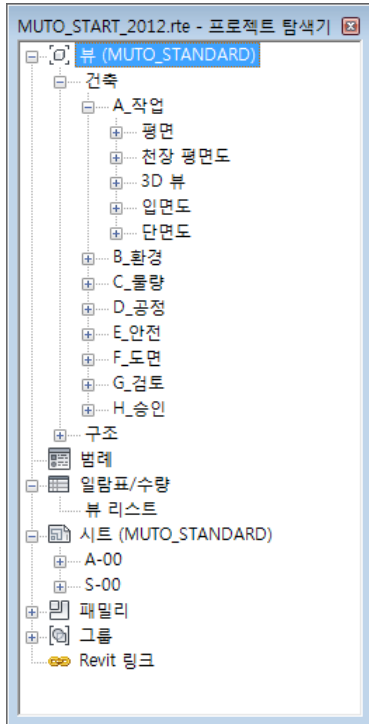 MUTO_START_2012.rte - 프로젝트 탐색기
뷰 (MUTO_STANDARD)
건축
A_작업
평면
천장 평면도
3D 뷰
입면도
단면도
B_환경
C_물량
D_공정
E_안전
F_도면
G_검토
H_승인
구조
범례
일람표/수량
뷰 리스트
시트 (MUTO_STANDARD)
A-00
S-00
패밀리
그룹
Revit 링크